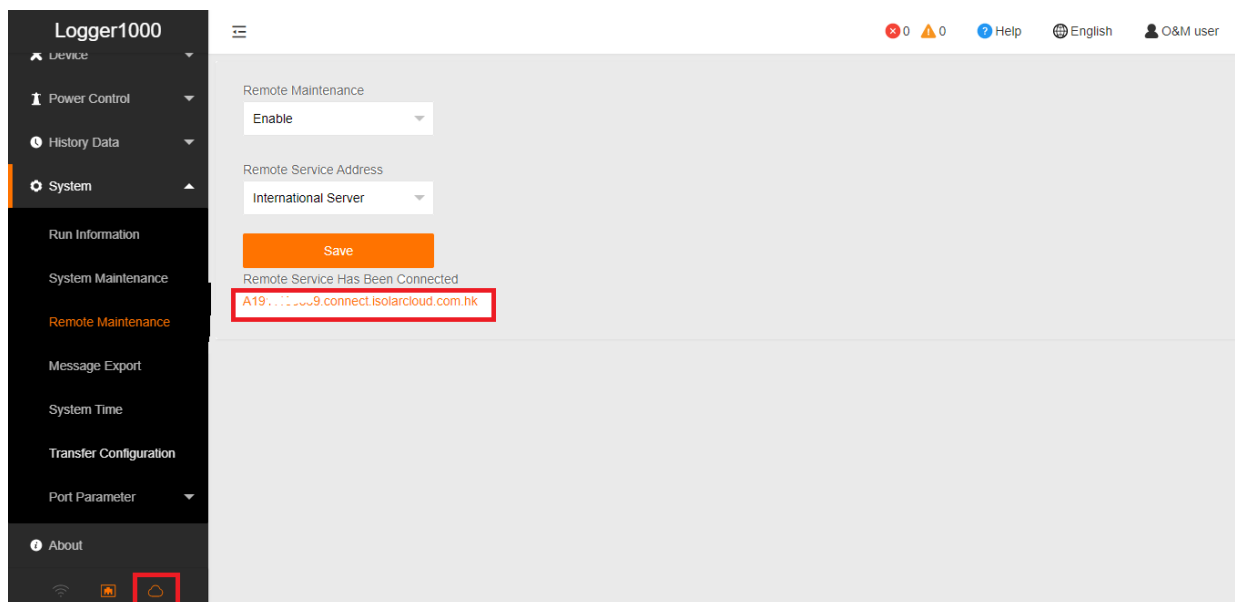 Logger1000
0 0 Help English O&M user
Device
Power Control
History Data
System
Run Information
System Maintenance
Remote Maintenance
Message Export
System Time
Transfer Configuration
Port Parameter
About
Remote Maintenance
Enable
Remote Service Address
International Server
Save
Remote Service Has Been Connected
9.connect.isolarcloud.com.hk